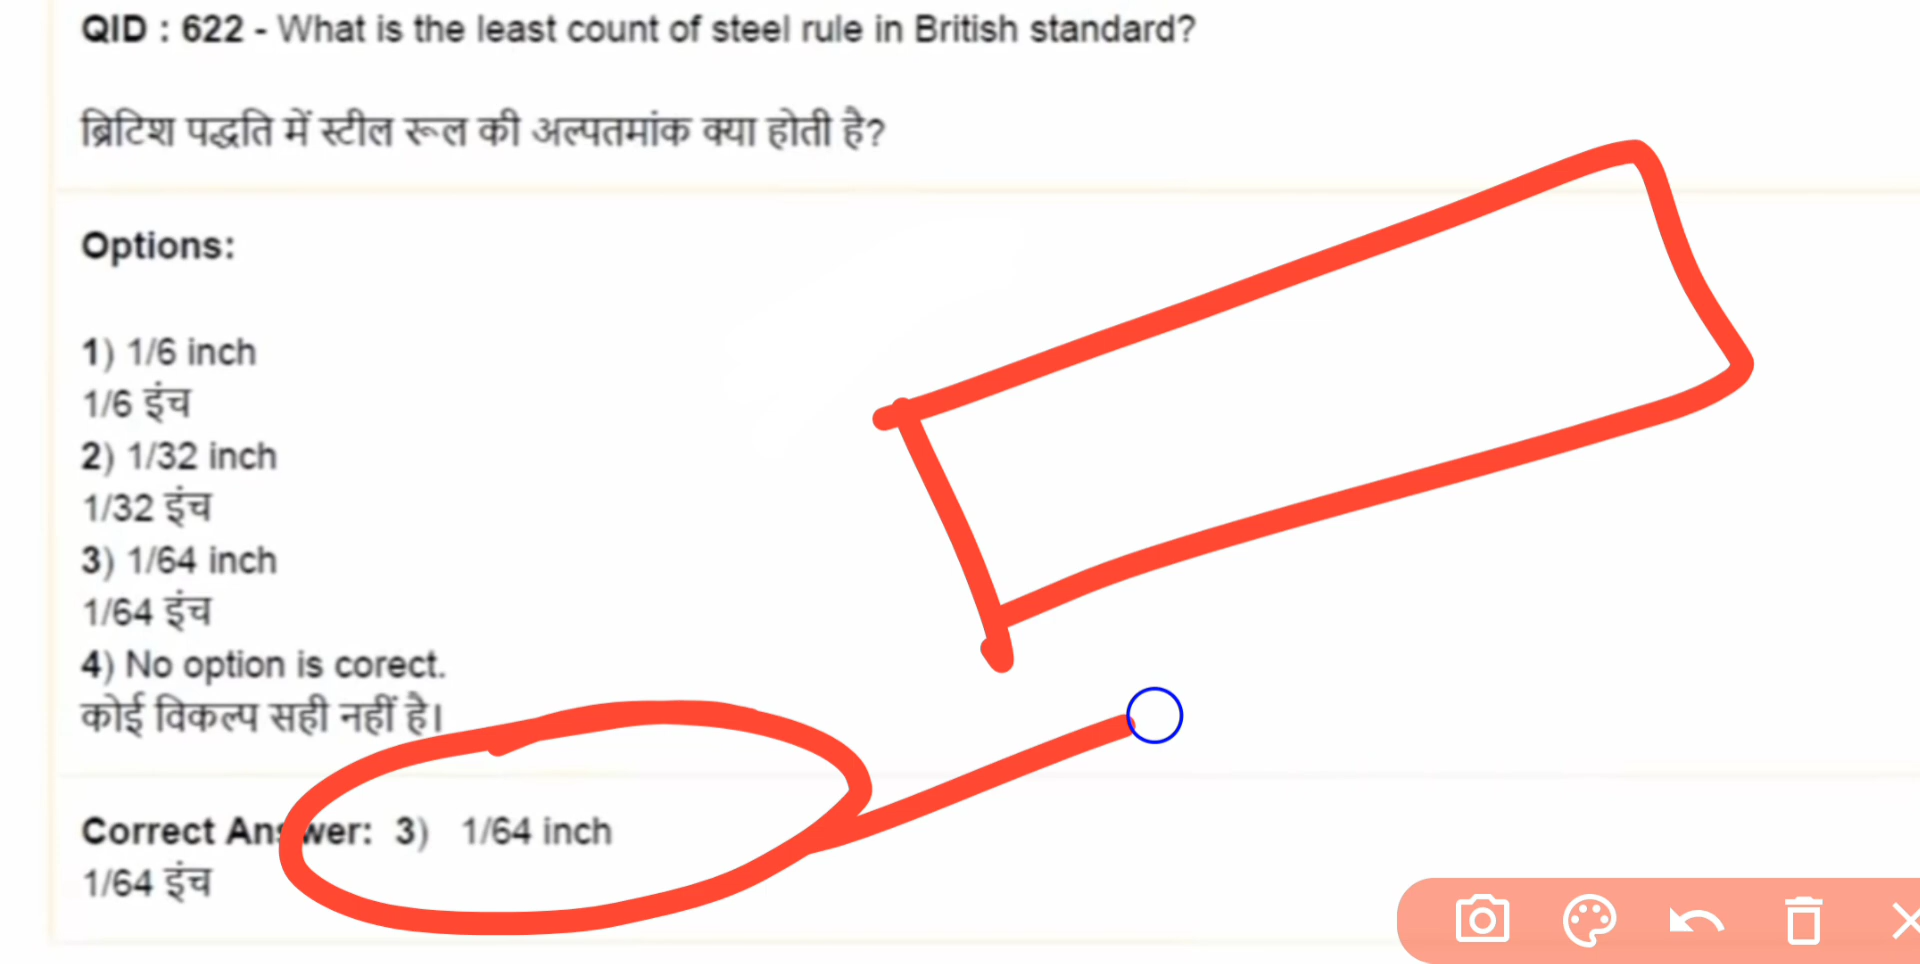 QID : 622 - What is the least count of steel rule in British standard?
ब्रिटिश पद्धति में स्टील रूल की अल्पतमांक क्या होती है?
Options:
1) 1/6 inch
1/6 इंच
2) 1/32 inch
1/32 इंच
3) 1/64 inch
1/64 इंच
4) No option is corect.
कोई विकल्प सही नहीं है।
Correct Answer: 3) 1/64 inch
1/64 इंच